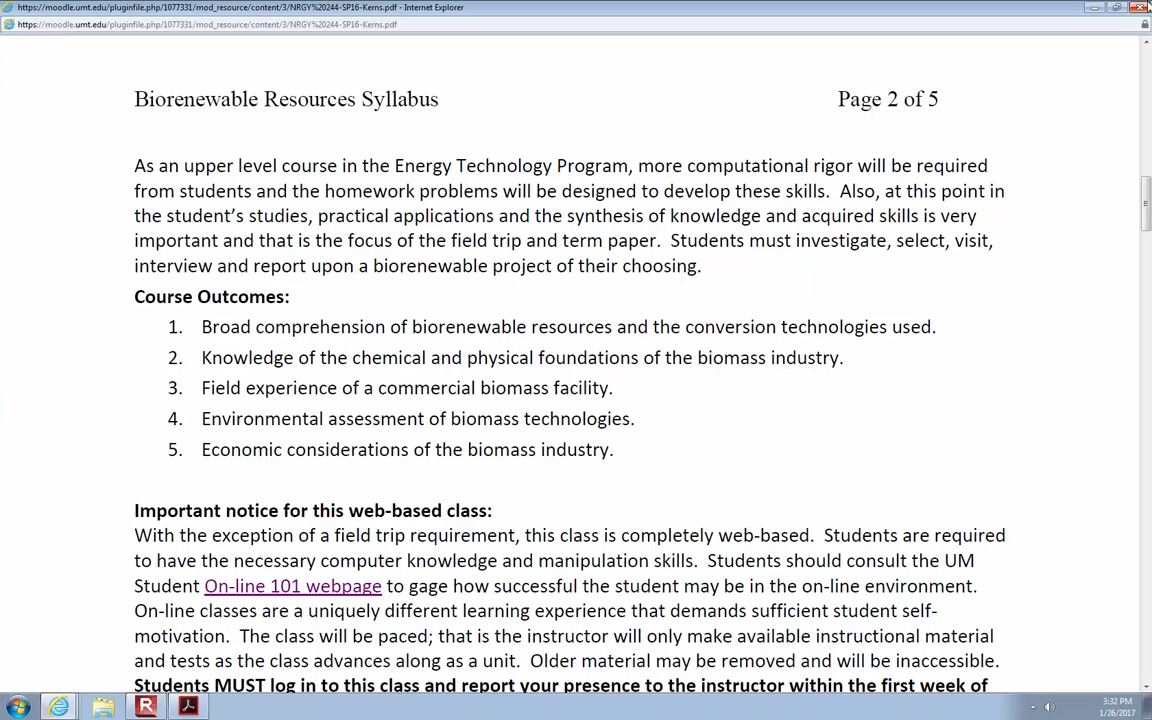 https://moodle.umt.edu/pluginfile.php/1077331/mod_resource/content/3/NRGY%20244-SP16-Kerns.pdf - Internet Explorer
https://moodle.umt.edu/pluginfile.php/1077331/mod_resource/content/3/NRGY%20244-SP16-Kerns.pdf
Biorenewable Resources Syllabus Page 2 of 5
As an upper level course in the Energy Technology Program, more computational rigor will be required
from students and the homework problems will be designed to develop these skills.  Also, at this point in
the student’s studies, practical applications and the synthesis of knowledge and acquired skills is very
important and that is the focus of the field trip and term paper.  Students must investigate, select, visit,
interview and report upon a biorenewable project of their choosing.
Course Outcomes:
1. Broad comprehension of biorenewable resources and the conversion technologies used.
2. Knowledge of the chemical and physical foundations of the biomass industry.
3. Field experience of a commercial biomass facility.
4. Environmental assessment of biomass technologies.
5. Economic considerations of the biomass industry.
Important notice for this web-based class:
With the exception of a field trip requirement, this class is completely web-based.  Students are required
to have the necessary computer knowledge and manipulation skills.  Students should consult the UM
Student On-line 101 webpage to gage how successful the student may be in the on-line environment.
On-line classes are a uniquely different learning experience that demands sufficient student self-
motivation.  The class will be paced; that is the instructor will only make available instructional material
and tests as the class advances along as a unit.  Older material may be removed and will be inaccessible.
Students MUST log in to this class and report your presence to the instructor within the first week of
3:32 PM
1/26/2017